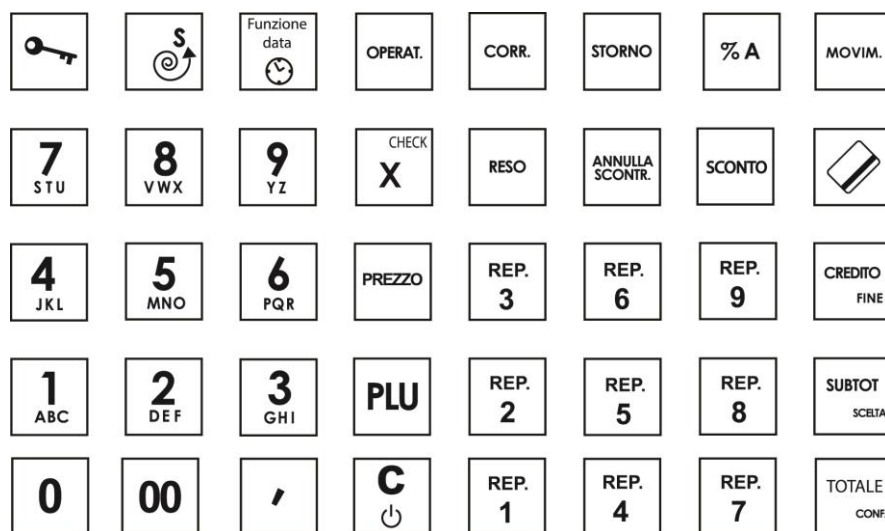 S
Funzione
data
OPERAT.
CORR.
STORNO
% A
MOVIM.
7
STU
8
VWX
9
YZ
CHECK
X
RESO
ANNULLA
SCONTR.
SCONTO
4
JKL
5
MNO
6
PQR
PREZZO
REP.
3
REP.
6
REP.
9
CREDITO
FINE
1
ABC
2
DEF
3
GHI
PLU
REP.
2
REP.
5
REP.
8
SUBTOT
SCELTA
0
00
,
C
REP.
1
REP.
4
REP.
7
TOTALE
CONF.